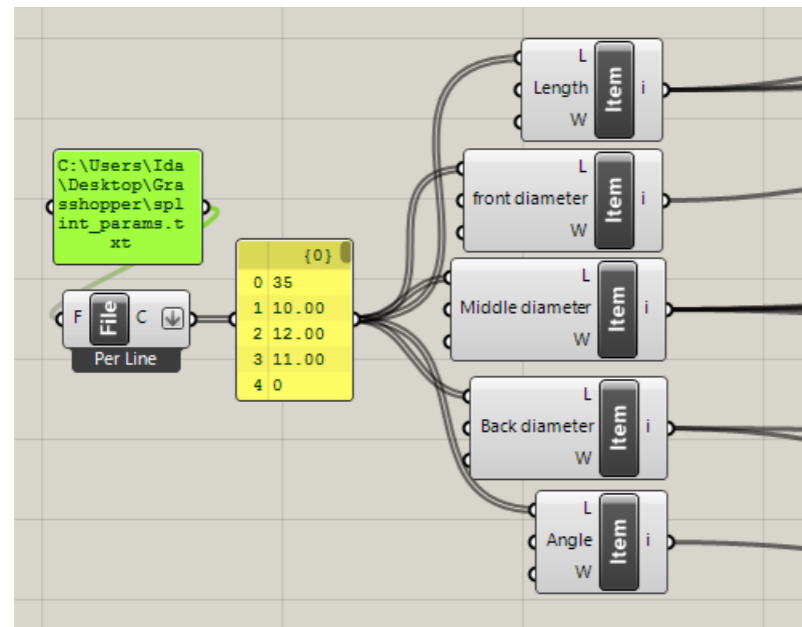 C:\Users\Ida
\Desktop\Gra
sshopper\spl
int_params.t
xt
F File C
Per Line
{0}
0 35
1 10.00
2 12.00
3 11.00
4 0
L
Length Item i
W
L
front diameter Item i
W
L
Middle diameter Item i
W
L
Back diameter Item i
W
L
Angle Item i
W